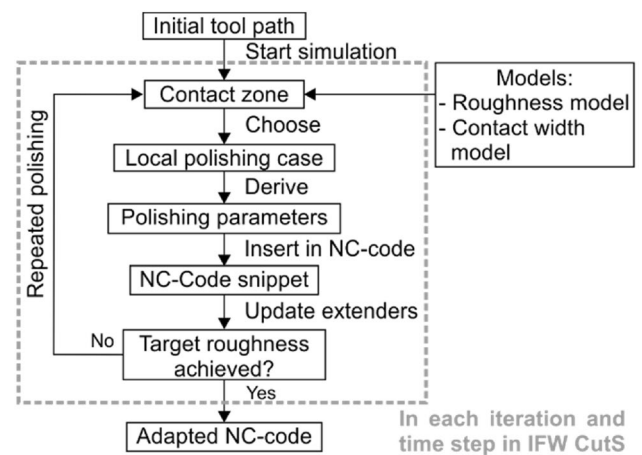 Initial tool path
Start simulation
Contact zone
Models:
- Roughness model
- Contact width
model
Choose
Local polishing case
Derive
Polishing parameters
Insert in NC-code
NC-Code snippet
Update extenders
Target roughness
achieved?
No
Repeated polishing
Yes
Adapted NC-code
In each iteration and
time step in IFW CutS